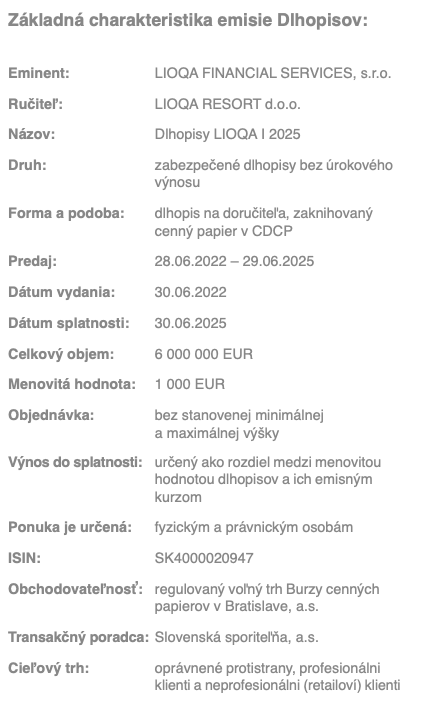 Základná charakteristika emisie Dlhopisov:
Eminent: LIOQA FINANCIAL SERVICES, s.r.o.
Ručiteľ: LIOQA RESORT d.o.o.
Názov: Dlhopisy LIOQA I 2025
Druh: zabezpečené dlhopisy bez úrokového
výnosu
Forma a podoba: dlhopis na doručiteľa, zaknihovaný
cenný papier v CDCP
Predaj: 28.06.2022 – 29.06.2025
Dátum vydania: 30.06.2022
Dátum splatnosti: 30.06.2025
Celkový objem: 6 000 000 EUR
Menovitá hodnota: 1 000 EUR
Objednávka: bez stanovenej minimálnej
a maximálnej výšky
Výnos do splatnosti: určený ako rozdiel medzi menovitou
hodnotou dlhopisov a ich emisným
kurzom
Ponuka je určená: fyzickým a právnickým osobám
ISIN: SK4000020947
Obchodovateľnosť: regulovaný voľný trh Burzy cenných
papierov v Bratislave, a.s.
Transakčný poradca: Slovenská sporiteľňa, a.s.
Cieľový trh: oprávnené protistrany, profesionálni
klienti a neprofesionálni (retailoví) klienti